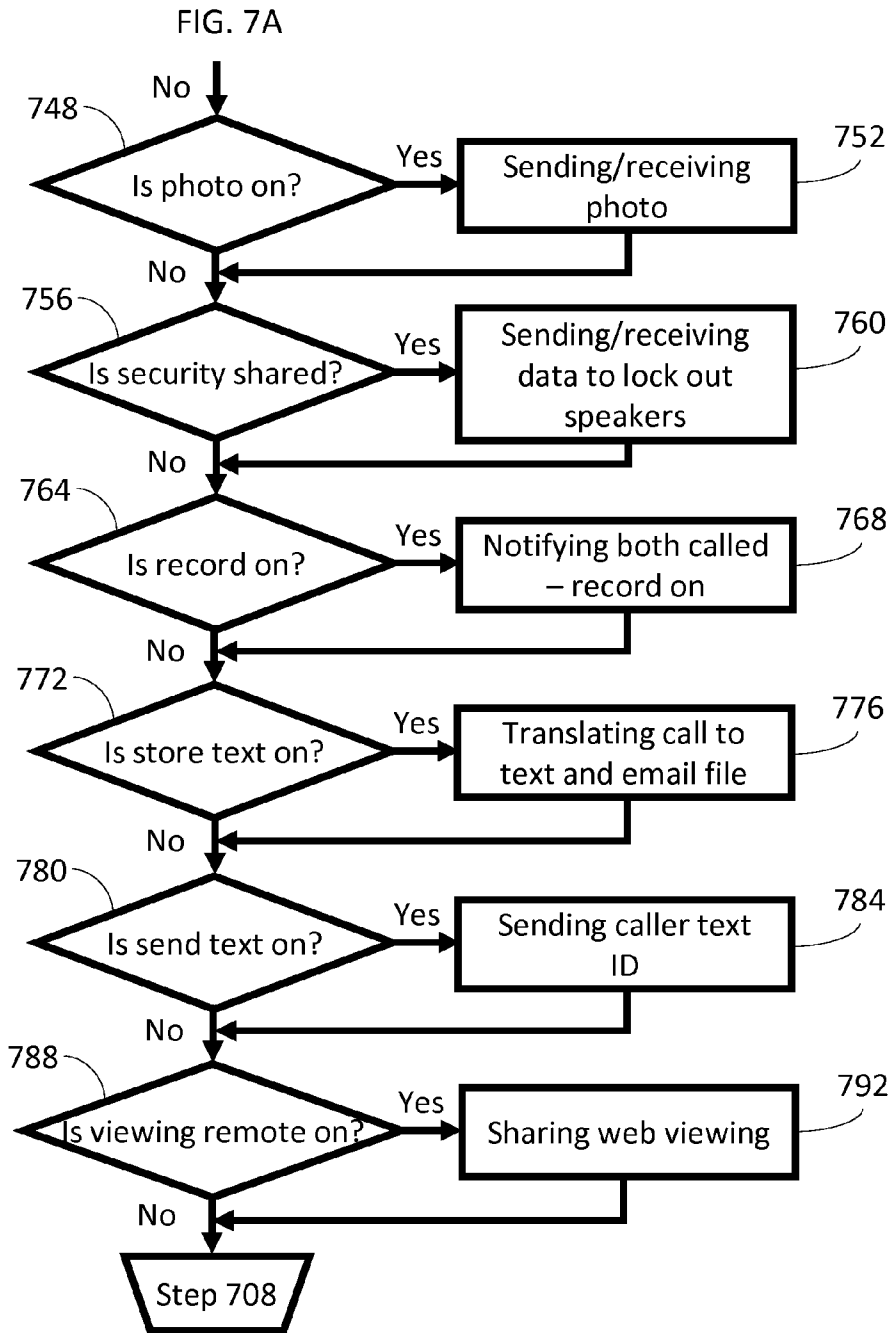 FIG. 7A
No
748
Is photo on?
Yes
Sending/receiving
photo
752
No
756
Is security shared?
Yes
Sending/receiving
data to lock out
speakers
760
No
764
Is record on?
Yes
Notifying both called
– record on
768
No
772
Is store text on?
Yes
Translating call to
text and email file
776
No
780
Is send text on?
Yes
Sending caller text
ID
784
No
788
Is viewing remote on?
Yes
Sharing web viewing
792
No
Step 708